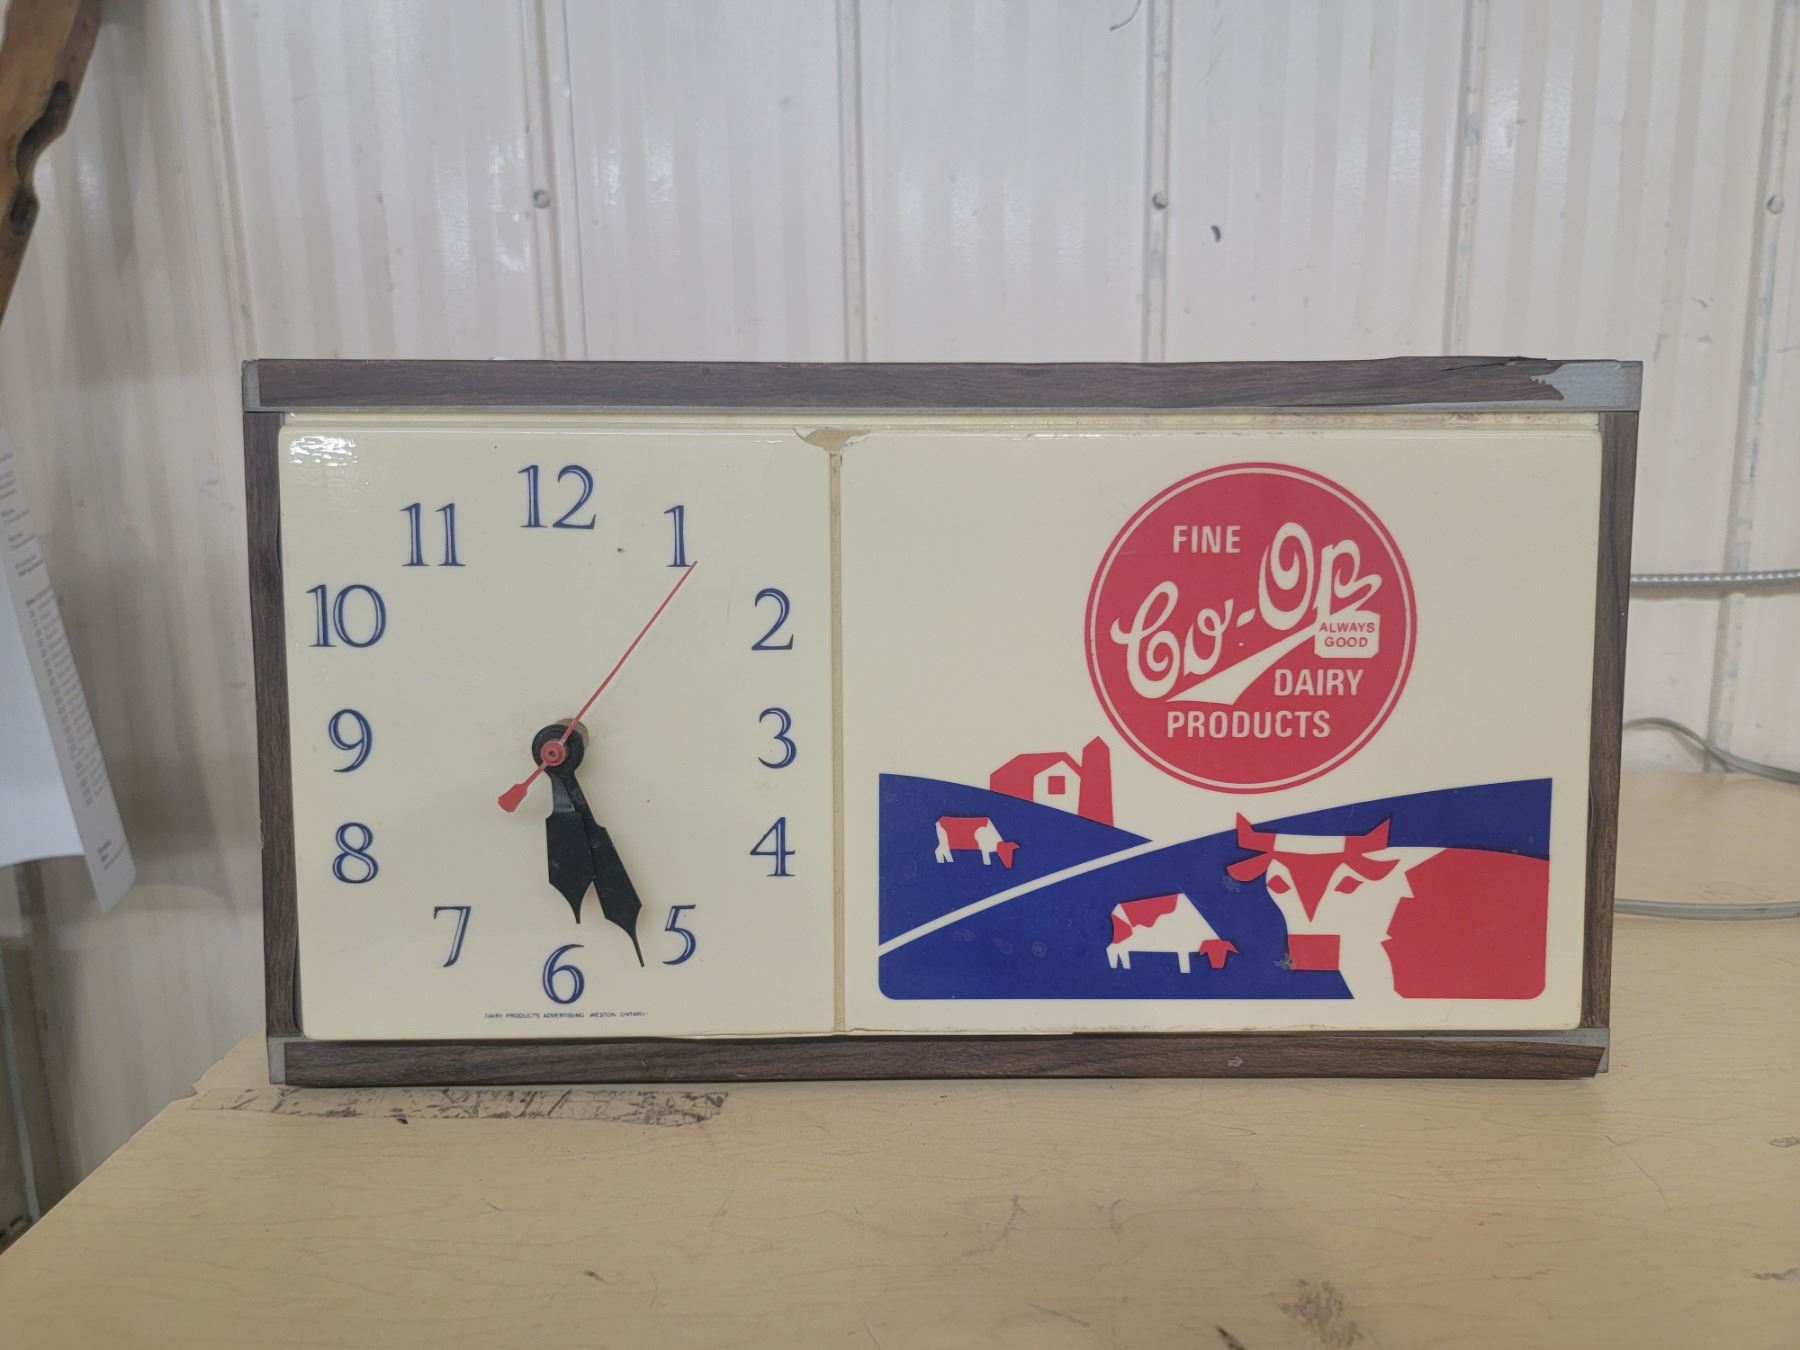 12
11 1
10 2
9 3
8 4
7 5
6
DAIRY PRODUCTS ADVERTISING WESTON ONTARIO
FINE
Co-Op
ALWAYS
GOOD
DAIRY
PRODUCTS